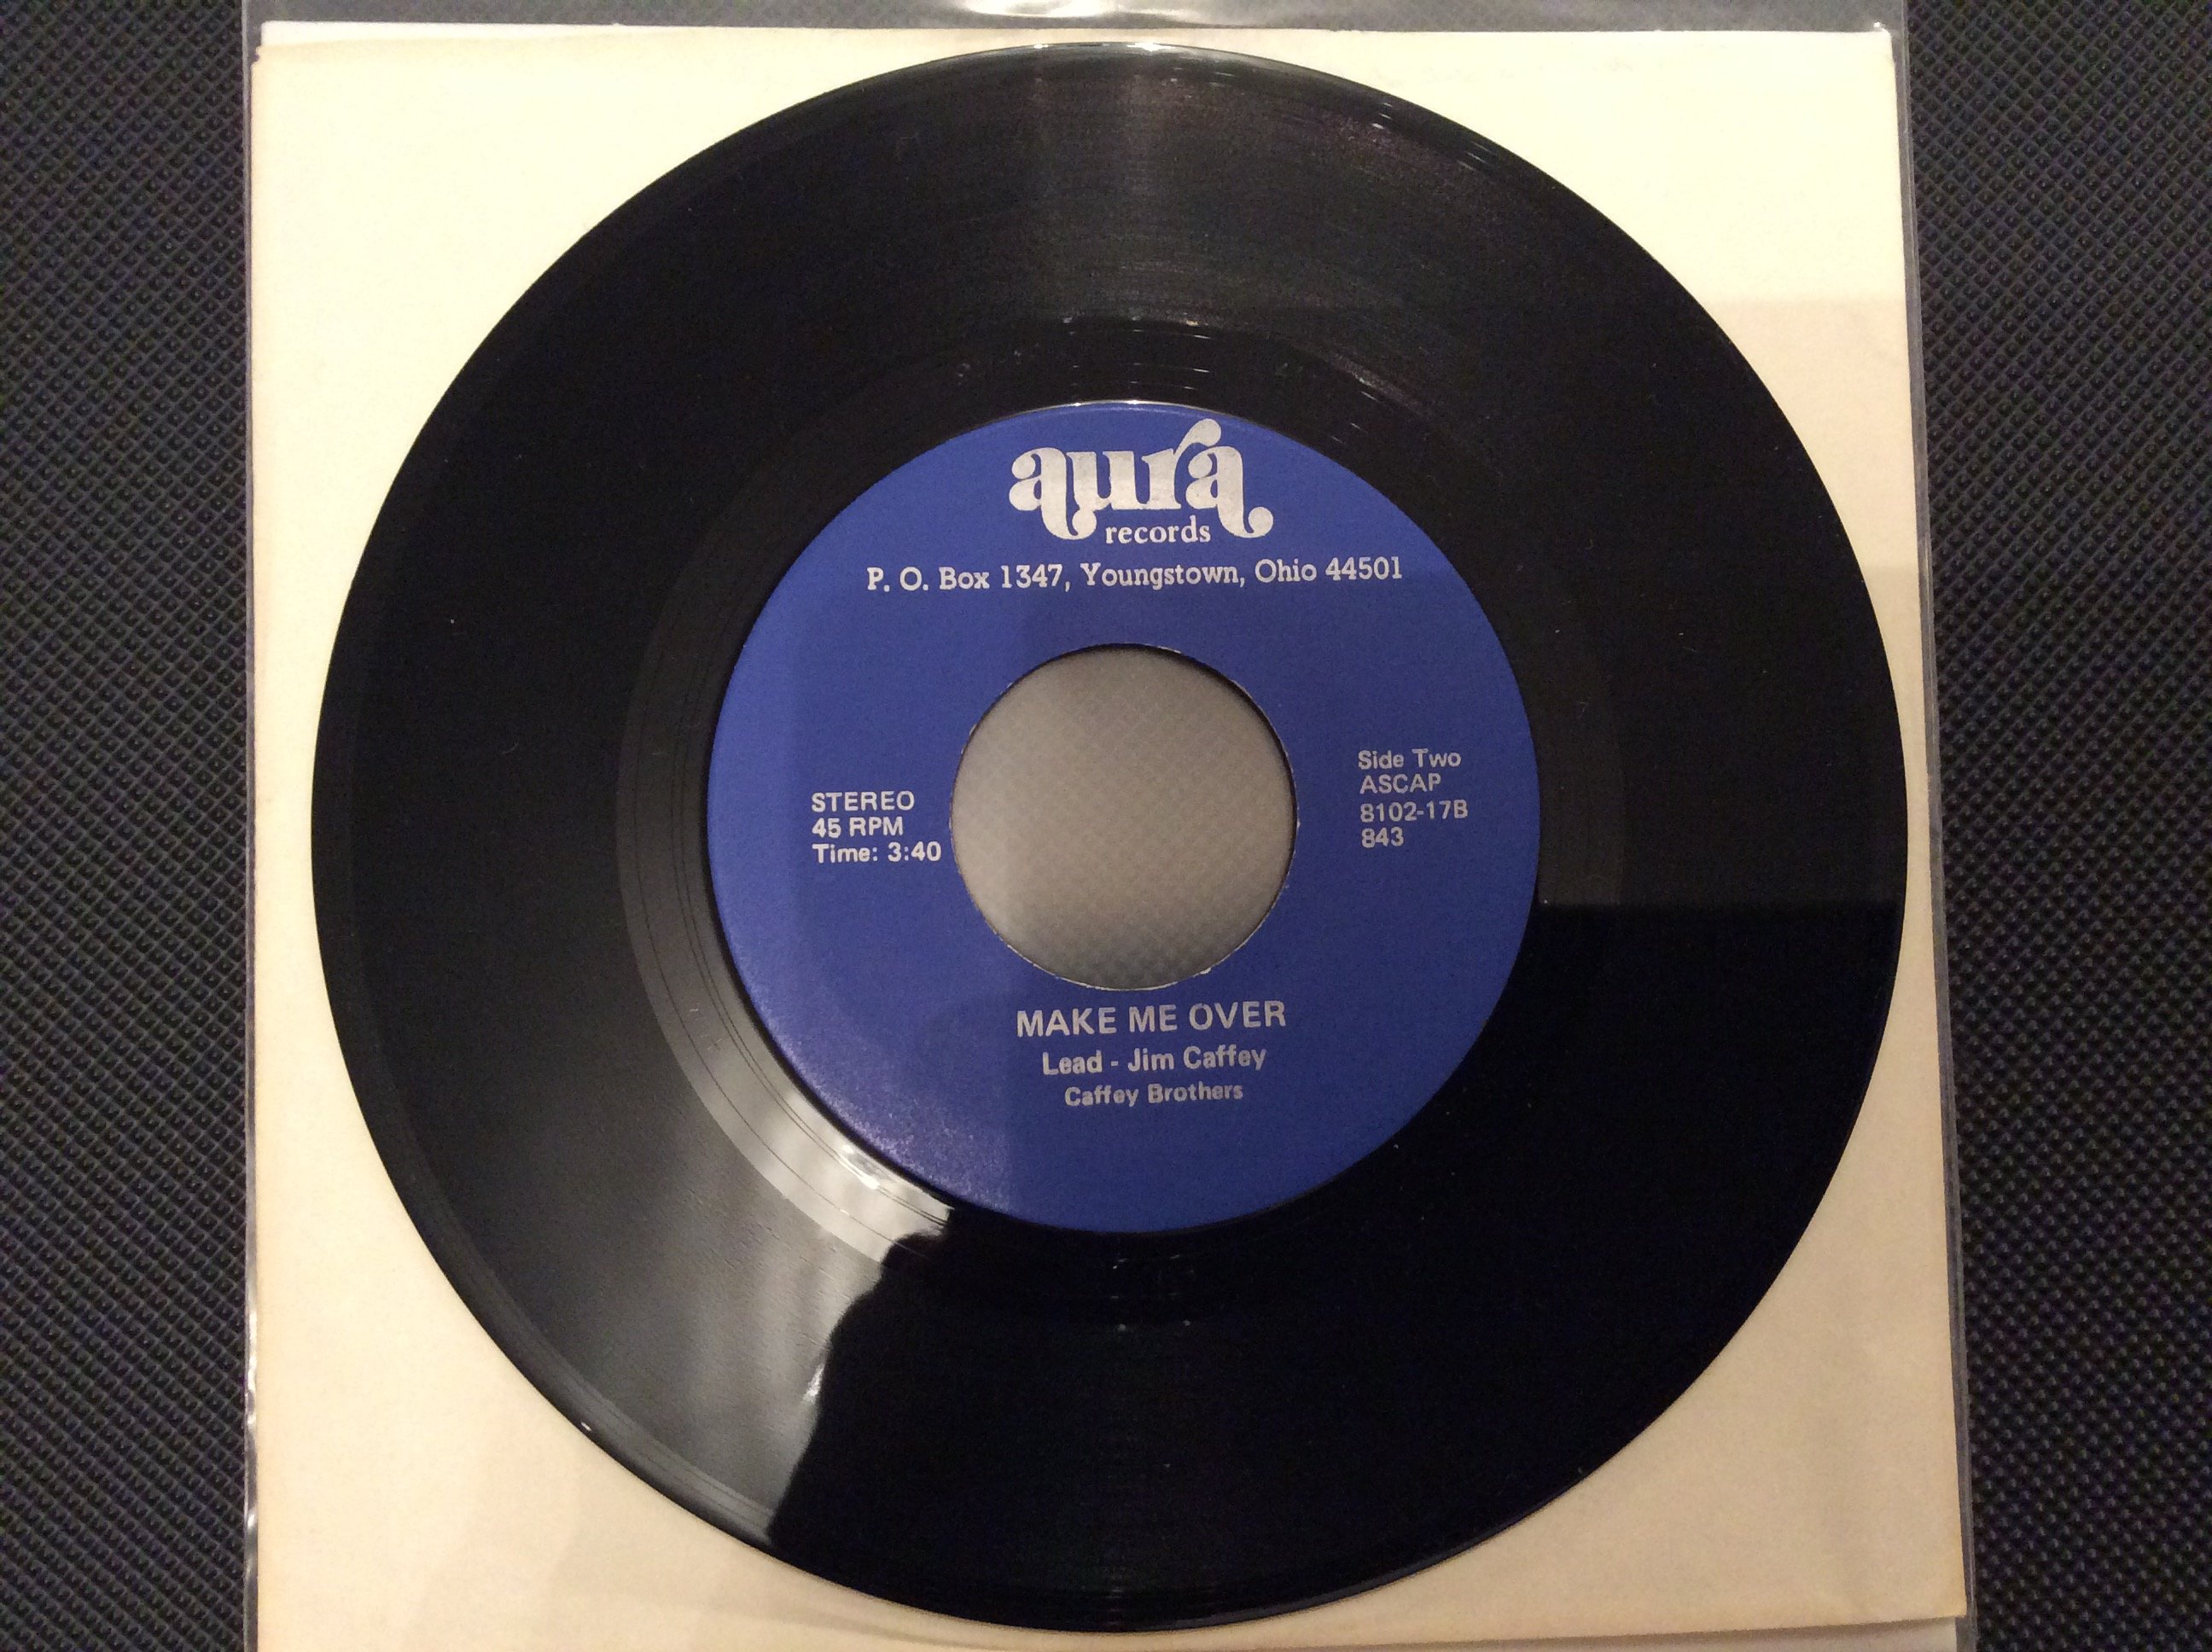 aura
records
P. O. Box 1347, Youngstown, Ohio 44501
STEREO
45 RPM
Time: 3:40
Side Two
ASCAP
8102-17B
843
MAKE ME OVER
Lead - Jim Caffey
Caffey Brothers